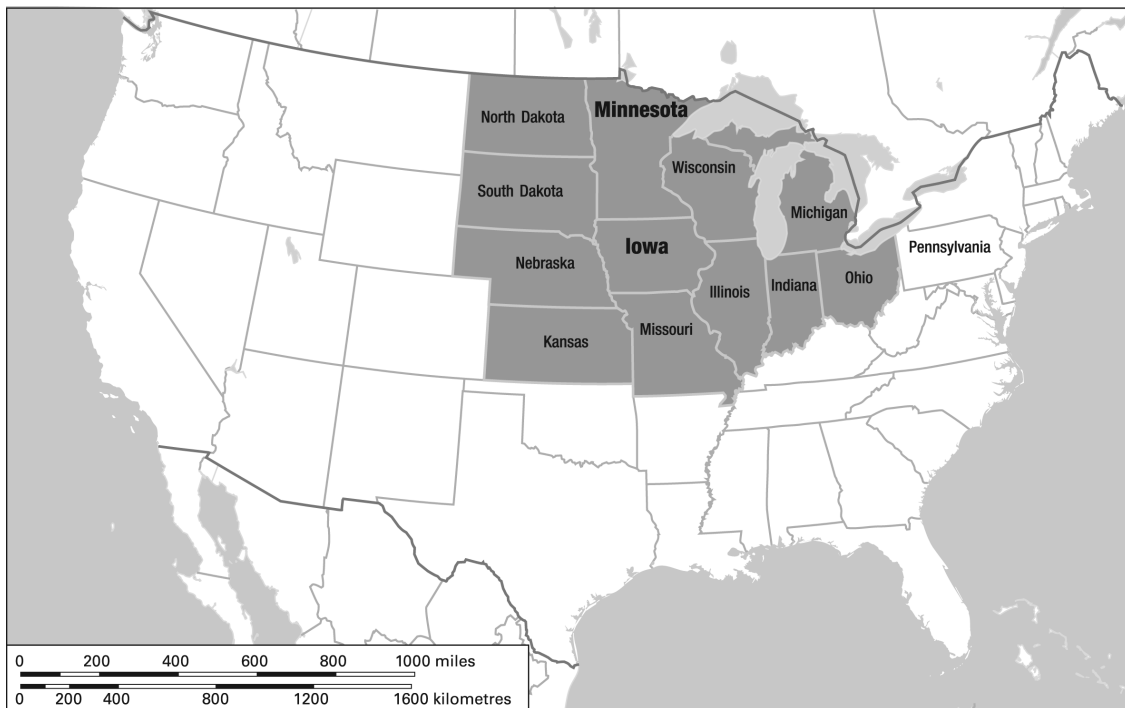 North Dakota
Minnesota
Wisconsin
South Dakota
Michigan
Pennsylvania
Iowa
Nebraska
Illinois
Indiana
Ohio
Missouri
Kansas
0 200 400 600 800 1000 miles
0 200 400 800 1200 1600 kilometres